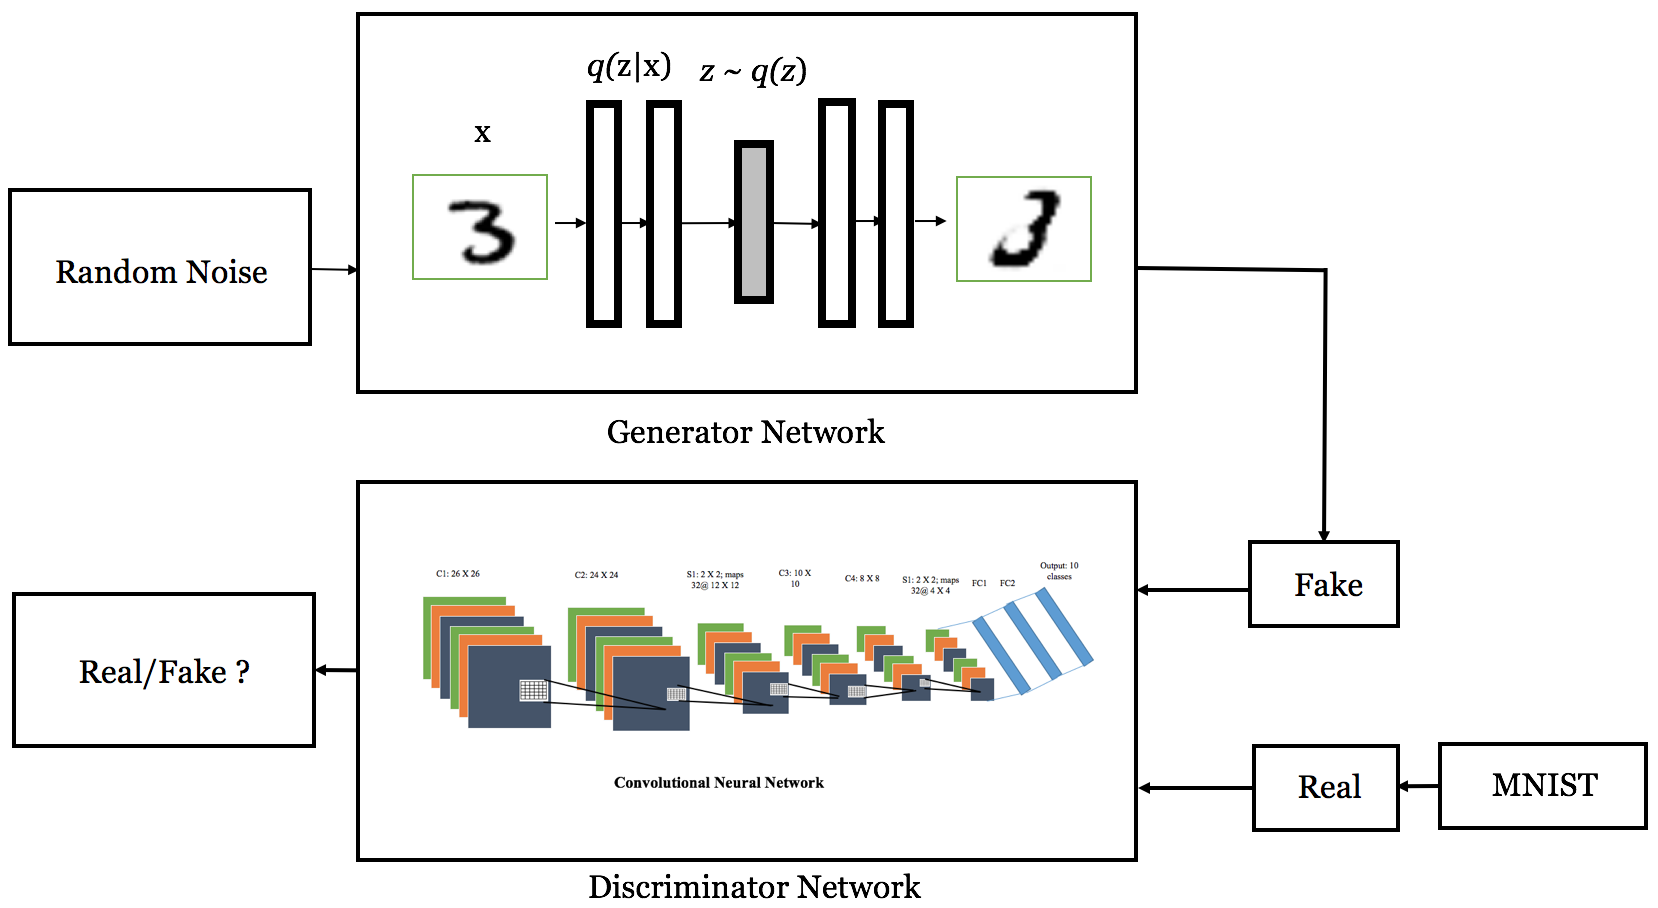 q(z|x)
z ~ q(z)
x
Random Noise
Generator Network
C1: 26 X 26
C2: 24 X 24
S1: 2 X 2; maps
32@ 12 X 12
C3: 10 X
10
C4: 8 X 8
S1: 2 X 2; maps
32@ 4 X 4
FC1
FC2
Output: 10
classes
Fake
Real/Fake ?
Convolutional Neural Network
Real
MNIST
Discriminator Network